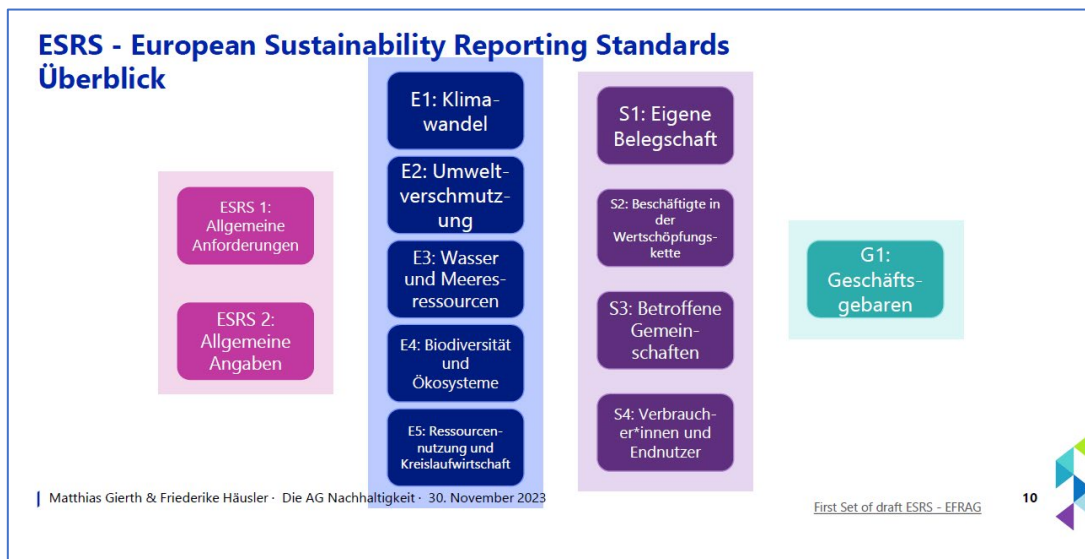 ESRS - European Sustainability Reporting Standards
Überblick
ESRS 1:
Allgemeine
Anforderungen
ESRS 2:
Allgemeine
Angaben
E1: Klima-
wandel
E2: Umwelt-
verschmutz-
ung
E3: Wasser
und Meeres-
ressourcen
E4: Biodiversität
und
Ökosysteme
E5: Ressourcen-
nutzung und
Kreislaufwirtschaft
S1: Eigene
Belegschaft
S2: Beschäftigte in
der
Wertschöpfungs-
kette
S3: Betroffene
Gemein-
schaften
S4: Verbrauch-
er*innen und
Endnutzer
G1:
Geschäfts-
gebaren
Matthias Gierth & Friederike Häusler · Die AG Nachhaltigkeit · 30. November 2023
First Set of draft ESRS - EFRAG
10